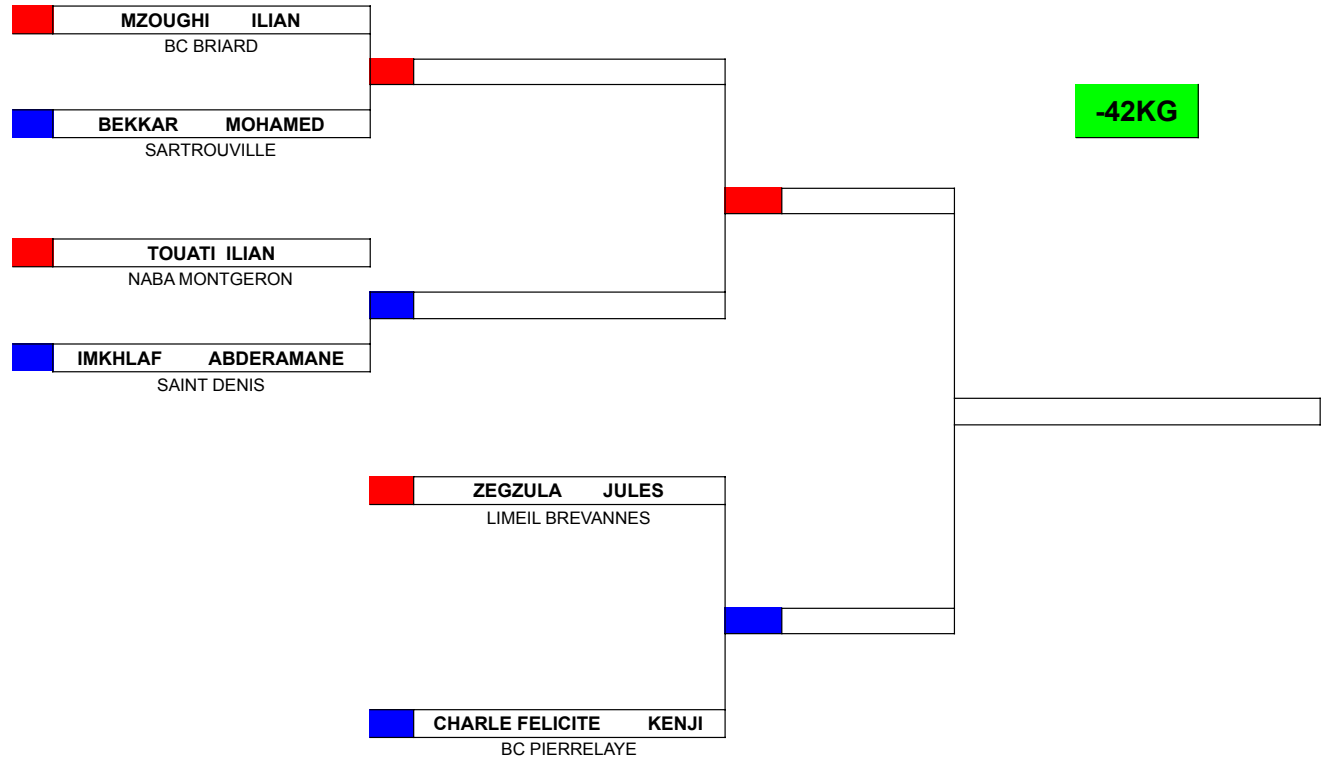 MZOUGHI ILIAN
BC BRIARD
-42KG
BEKKAR MOHAMED
SARTROUVILLE
TOUATI ILIAN
NABA MONTGERON
IMKHLAF ABDERAMANE
SAINT DENIS
ZEGZULA JULES
LIMEIL BREVANNES
CHARLE FELICITE KENJI
BC PIERRELAYE